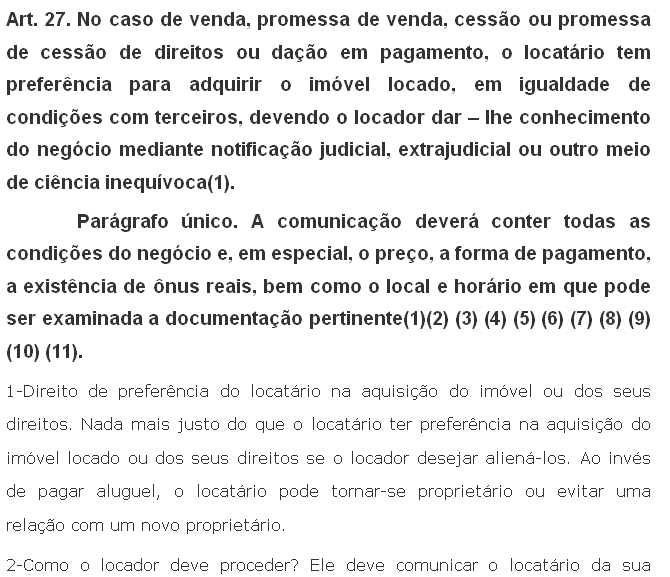 Art. 27. No caso de venda, promessa de venda, cessão ou promessa
de cessão de direitos ou dação em pagamento, o locatário tem
preferência para adquirir o imóvel locado, em igualdade de
condições com terceiros, devendo o locador dar – lhe conhecimento
do negócio mediante notificação judicial, extrajudicial ou outro meio
de ciência inequívoca(1).
Parágrafo único. A comunicação deverá conter todas as
condições do negócio e, em especial, o preço, a forma de pagamento,
a existência de ônus reais, bem como o local e horário em que pode
ser examinada a documentação pertinente(1)(2) (3) (4) (5) (6) (7) (8) (9)
(10) (11).
1-Direito de preferência do locatário na aquisição do imóvel ou dos seus
direitos. Nada mais justo do que o locatário ter preferência na aquisição do
imóvel locado ou dos seus direitos se o locador desejar aliená-los. Ao invés
de pagar aluguel, o locatário pode tornar-se proprietário ou evitar uma
relação com um novo proprietário.
2-Como o locador deve proceder? Ele deve comunicar o locatário da sua